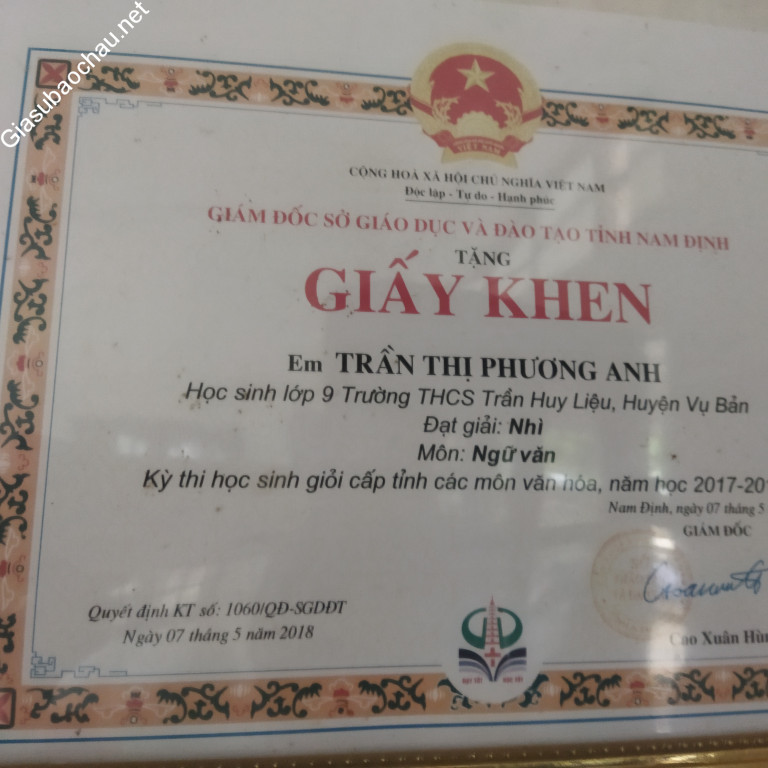 Giasubaochau.net
VIỆT NAM
CỘNG HOÀ XÃ HỘI CHỦ NGHĨA VIỆT NAM
Độc lập - Tự do - Hạnh phúc
GIÁM ĐỐC SỞ GIÁO DỤC VÀ ĐÀO TẠO TỈNH NAM ĐỊNH
TẶNG
GIẤY KHEN
Em TRẦN THỊ PHƯƠNG ANH
Học sinh lớp 9 Trường THCS Trần Huy Liệu, Huyện Vụ Bản
Đạt giải: Nhì
Môn: Ngữ văn
Kỳ thi học sinh giỏi cấp tỉnh các môn văn hóa, năm học 2017-201
Nam Định, ngày 07 tháng 5
GIÁM ĐỐC
Quyết định KT số: 1060/QĐ-SGDĐT
Ngày 07 tháng 5 năm 2018
Cao Xuân Hùn